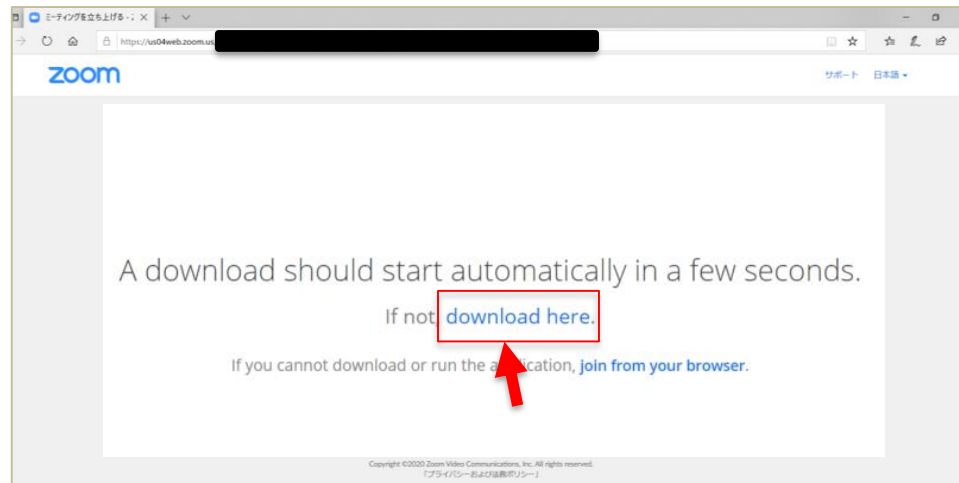 ミーティングを立ち上げる - Z
https://us04web.zoom.us
zoom
サポート 日本語
A download should start automatically in a few seconds.
If not, download here.
If you cannot download or run the application, join from your browser.
Copyright ©2020 Zoom Video Communications, Inc. All rights reserved.
「プライバシーおよび法務ポリシー」